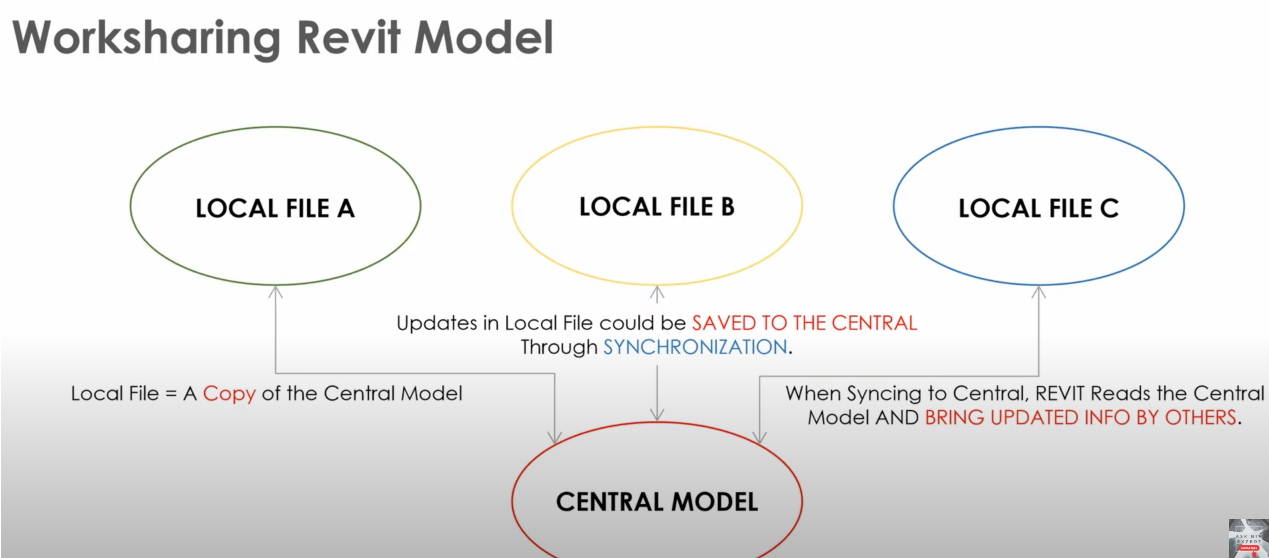 Worksharing Revit Model
LOCAL FILE A
LOCAL FILE B
LOCAL FILE C
Updates in Local File could be SAVED TO THE CENTRAL
Through SYNCHRONIZATION.
Local File = A Copy of the Central Model
When Syncing to Central, REVIT Reads the Central
Model AND BRING UPDATED INFO BY OTHERS.
CENTRAL MODEL